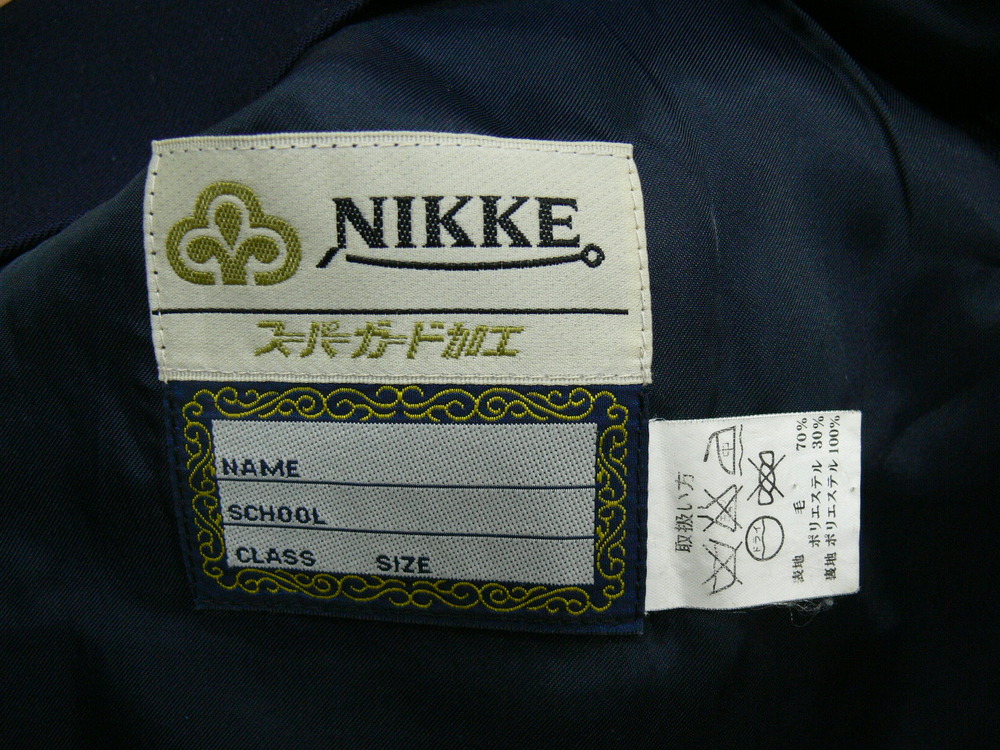 NIKKE
スーパーガード加工
NAME
SCHOOL
CLASS SIZE
取扱い方
中
ドライ
表地 毛 70%
ポリエステル 30%
裏地 ポリエステル 100%